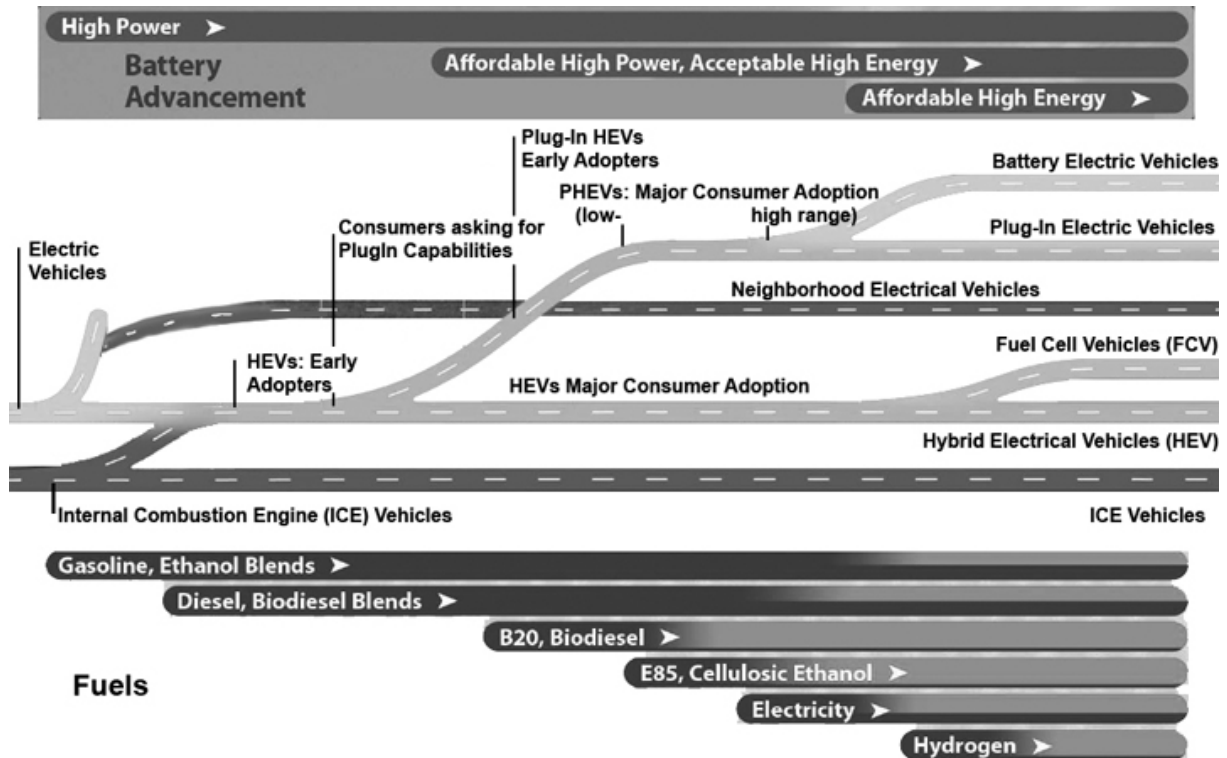 High Power
Battery
Advancement
Affordable High Power, Acceptable High Energy
Affordable High Energy
Plug-In HEVs
Early Adopters
Battery Electric Vehicles
PHEVs: Major Consumer Adoption
(low-
high range)
Consumers asking for
PlugIn Capabilities
Plug-In Electric Vehicles
Electric
Vehicles
Neighborhood Electrical Vehicles
HEVs: Early
Adopters
Fuel Cell Vehicles (FCV)
HEVs Major Consumer Adoption
Hybrid Electrical Vehicles (HEV)
Internal Combustion Engine (ICE) Vehicles
ICE Vehicles
Gasoline, Ethanol Blends
Diesel, Biodiesel Blends
B20, Biodiesel
E85, Cellulosic Ethanol
Fuels
Electricity
Hydrogen